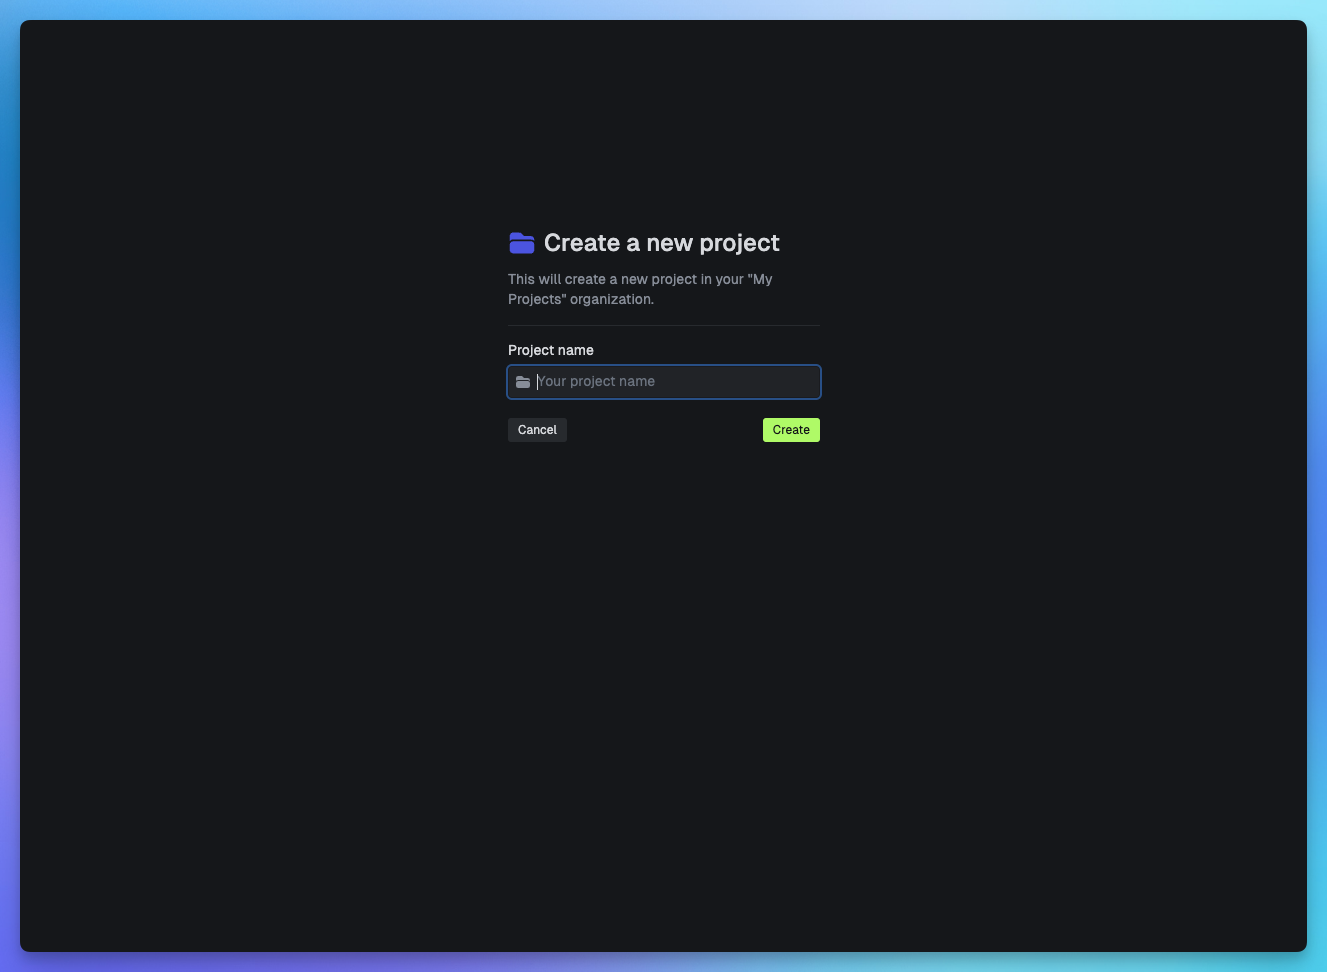 Create a new project
This will create a new project in your "My
Projects" organization.
Project name
Your project name
Cancel
Create